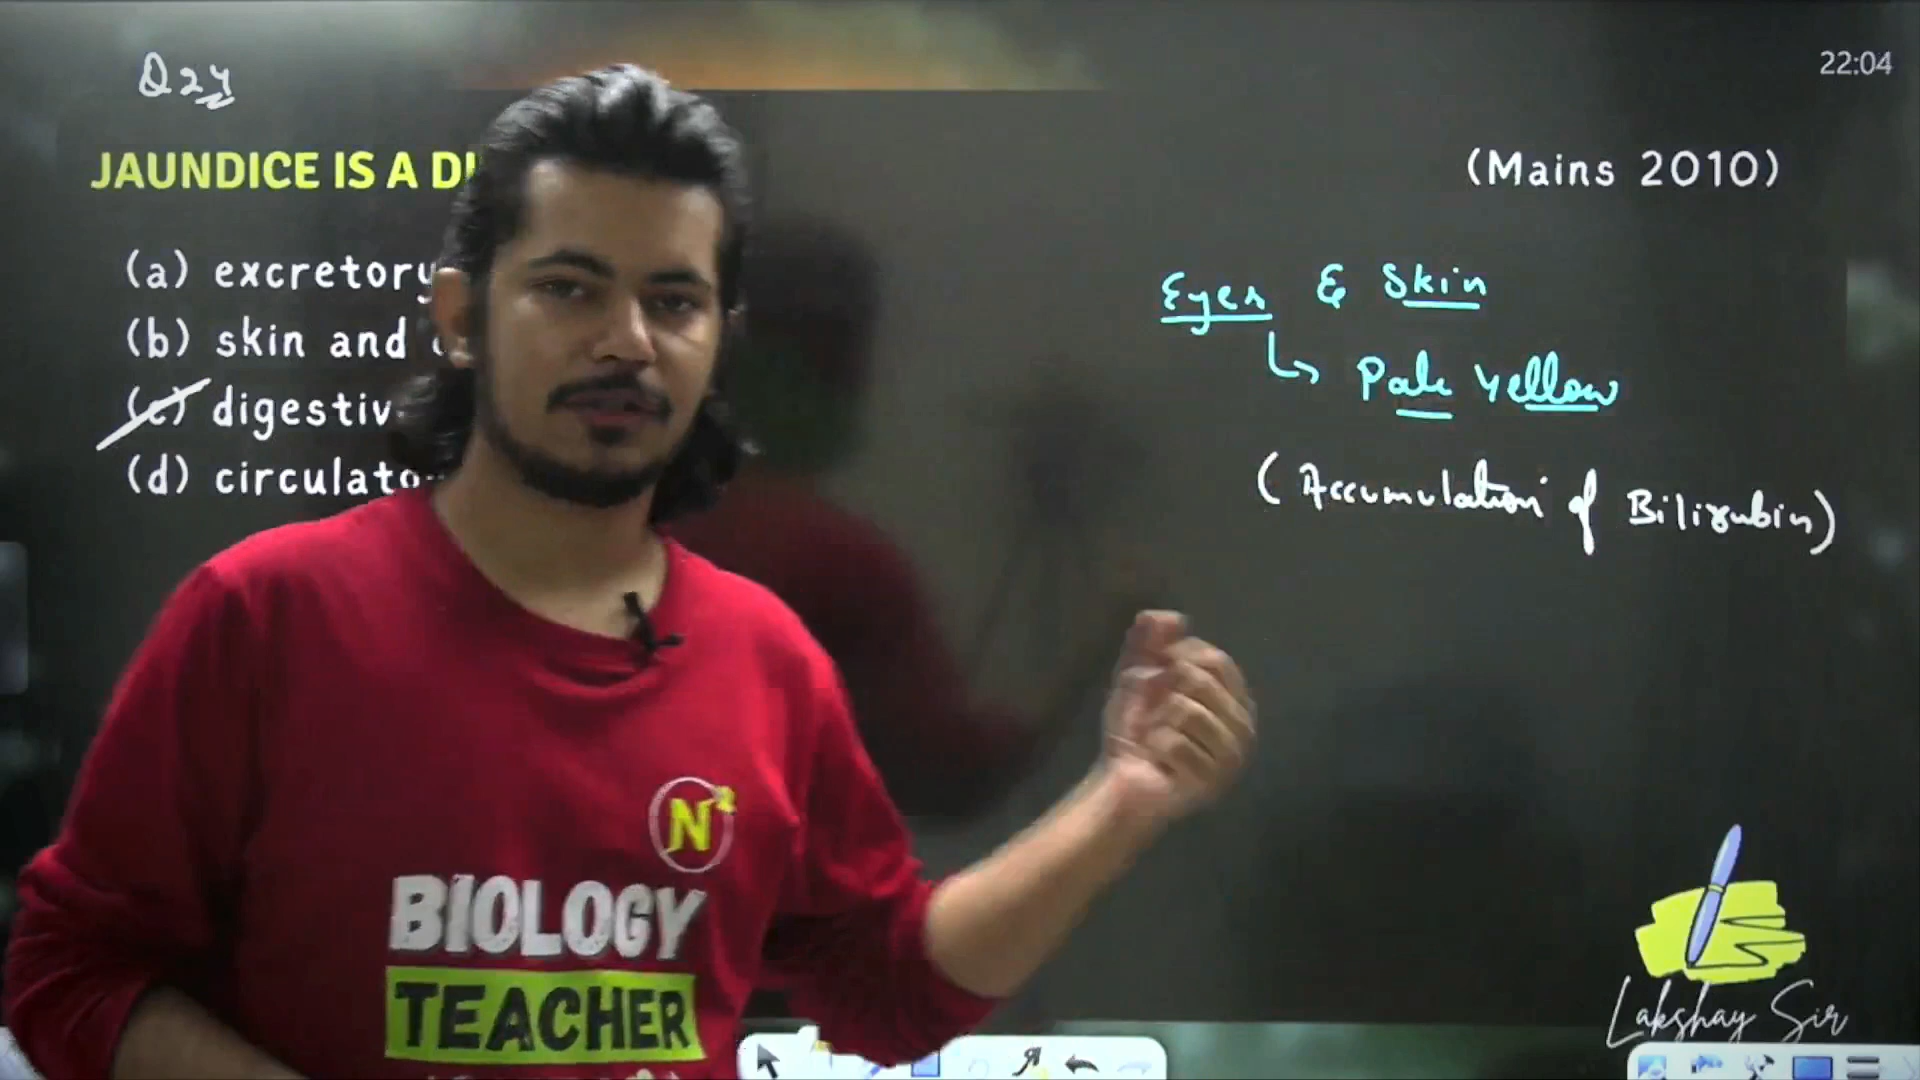 Q24
22:04
JAUNDICE IS A DI
(Mains 2010)
(a) excretory
(b) skin and
(c) digestiv
(d) circulato
Eyes & Skin
↳ Pale Yellow
(Accumulation of Bilirubin)
N²
BIOLOGY
TEACHER
Lakshay Sir